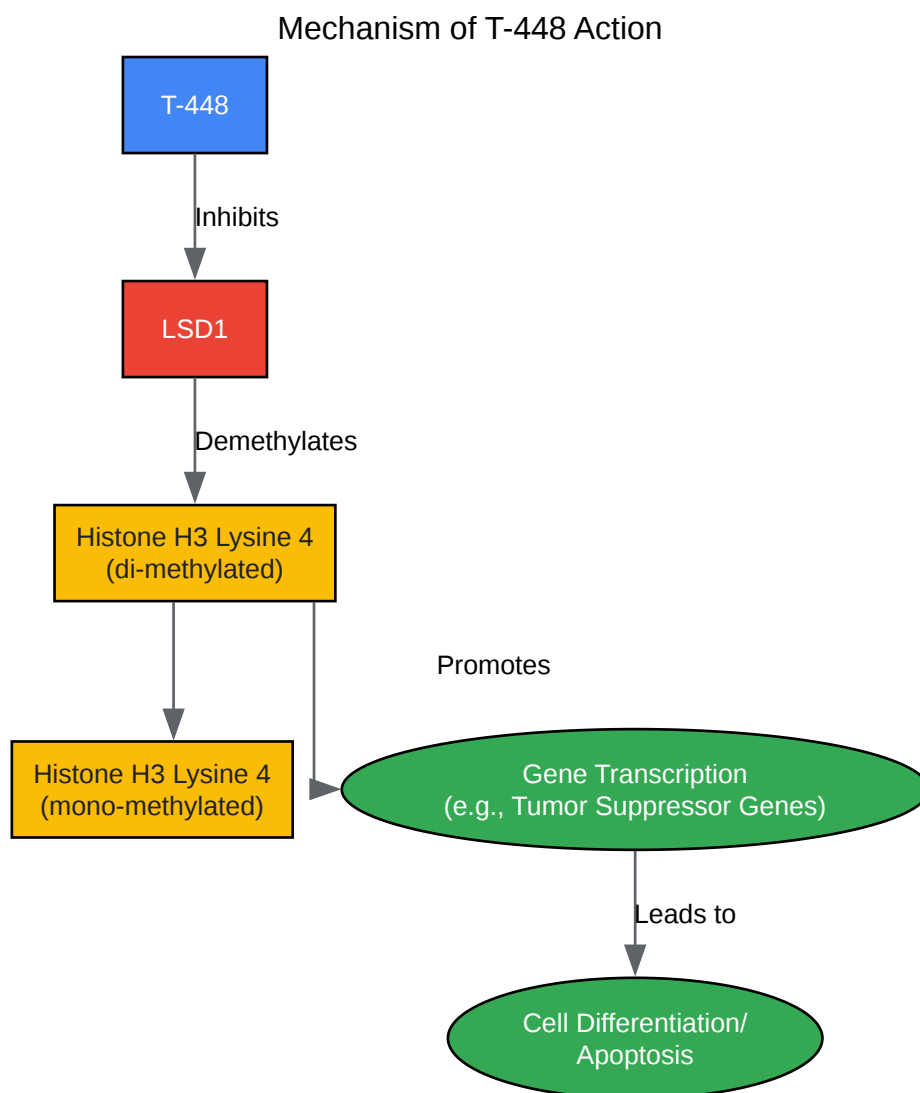 Mechanism of T-448 Action
T-448
Inhibits
LSD1
Demethylates
Histone H3 Lysine 4
(di-methylated)
Promotes
Histone H3 Lysine 4
(mono-methylated)
Gene Transcription
(e.g., Tumor Suppressor Genes)
Leads to
Cell Differentiation/
Apoptosis